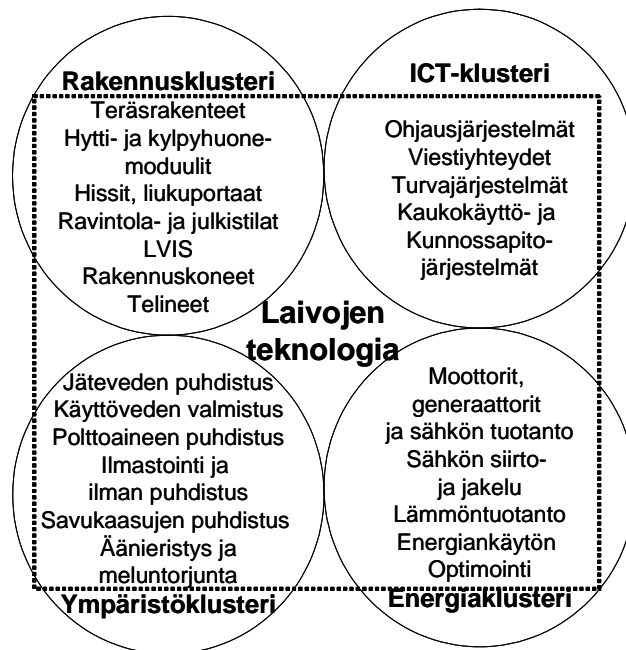 Rakennusklusteri
Teräsrakenteet
Hytti- ja kylpyhuone-
moduulit
Hissit, liukuportaat
Ravintola- ja julkistilat
LVIS
Rakennuskoneet
Telineet
ICT-klusteri
Ohjausjärjestelmät
Viestiyhteydet
Turvajärjestelmät
Kaukokäyttö- ja
Kunnossapito-
järjestelmät
Laivojen
teknologia
Jäteveden puhdistus
Käyttöveden valmistus
Polttoaineen puhdistus
Ilmastointi ja
ilman puhdistus
Savukaasujen puhdistus
Äänieristys ja
meluntorjunta
Ympäristöklusteri
Moottorit,
generaattorit
ja sähkön tuotanto
Sähkön siirto-
ja jakelu
Lämmöntuotanto
Energiankäytön
Optimointi
Energiaklusteri